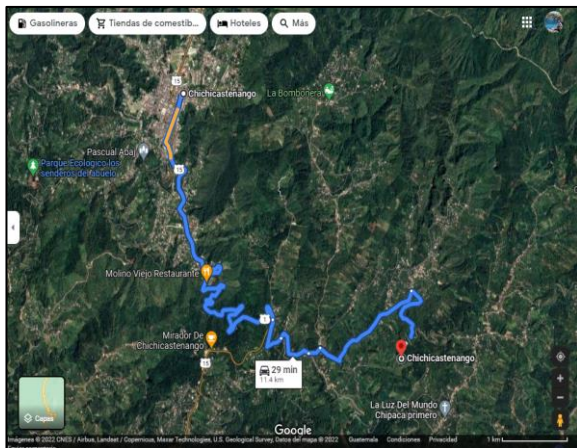 Gasolineras
Tiendas de comestib...
Hoteles
Más
15
Chichicastenango
La Bombonera
Pascual Abaj
Parque Ecologico los
senderos del abuelo
15
Molino Viejo Restaurante
1
Mirador De
Chichicastenango
15
29 min
11.4 km
Chichicastenango
La Luz Del Mundo
Chipaca primero
Capas
Google
Imágenes © 2022 CNES / Airbus, Landsat / Copernicus, Maxar Technologies, U.S. Geological Survey, Datos del mapa © 2022
Guatemala
Condiciones
Privacidad
1 km